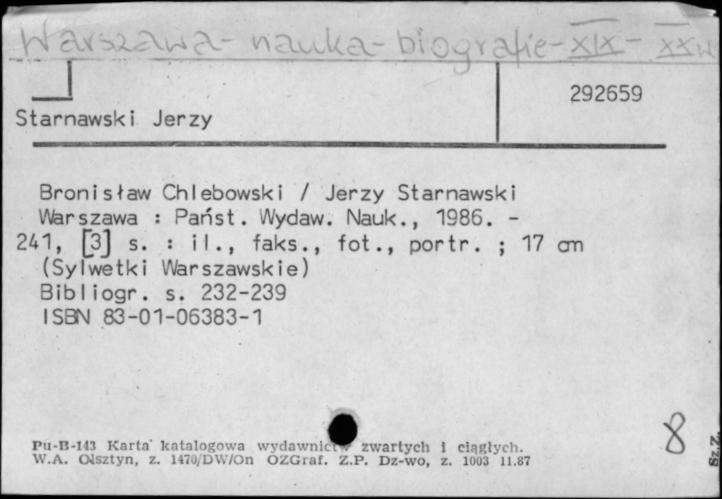 Warszawa - nauka - biografie - XIX - XX w
292659
Starnawski Jerzy
Bronisław Chlebowski / Jerzy Starnawski
Warszawa : Państ. Wydaw. Nauk., 1986. -
241, [3] s. : il., faks., fot., portr. ; 17 cm
(Sylwetki Warszawskie)
Bibliogr. s. 232-239
ISBN 83-01-06383-1
8
Pu-B-143 Karta katalogowa wydawnictw zwartych i ciągłych.
W.A. Olsztyn, z. 1470/DW/On OZGraf. Z.P. Dz-wo, z. 1003 11.87